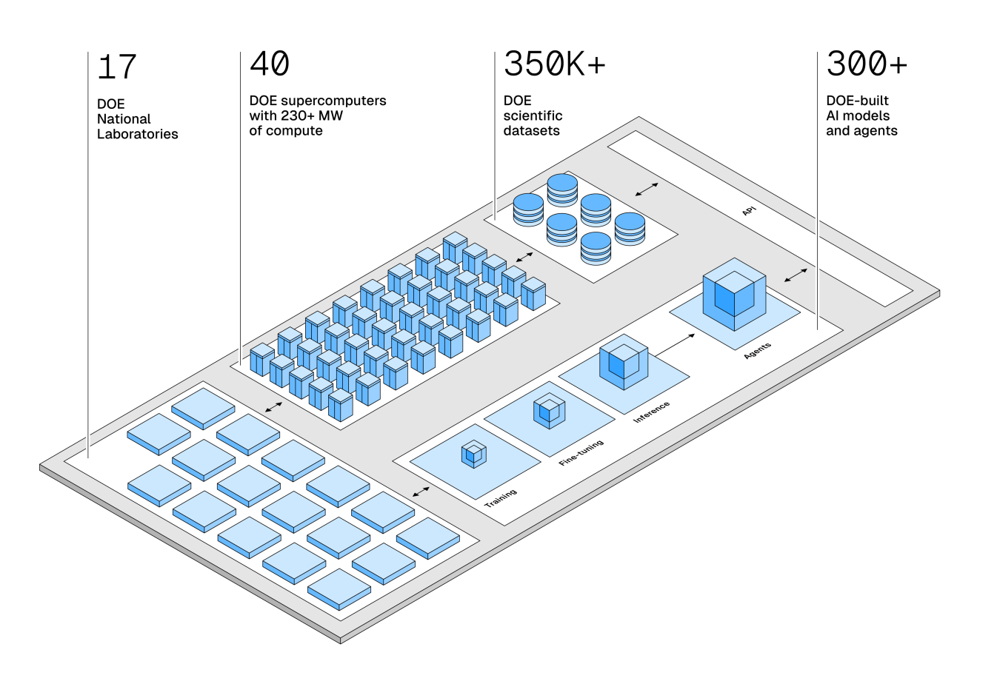 17
DOE
National
Laboratories
40
DOE supercomputers
with 230+ MW
of compute
350K+
DOE
scientific
datasets
300+
DOE-built
AI models
and agents
API
Agents
Inference
Fine-tuning
Training